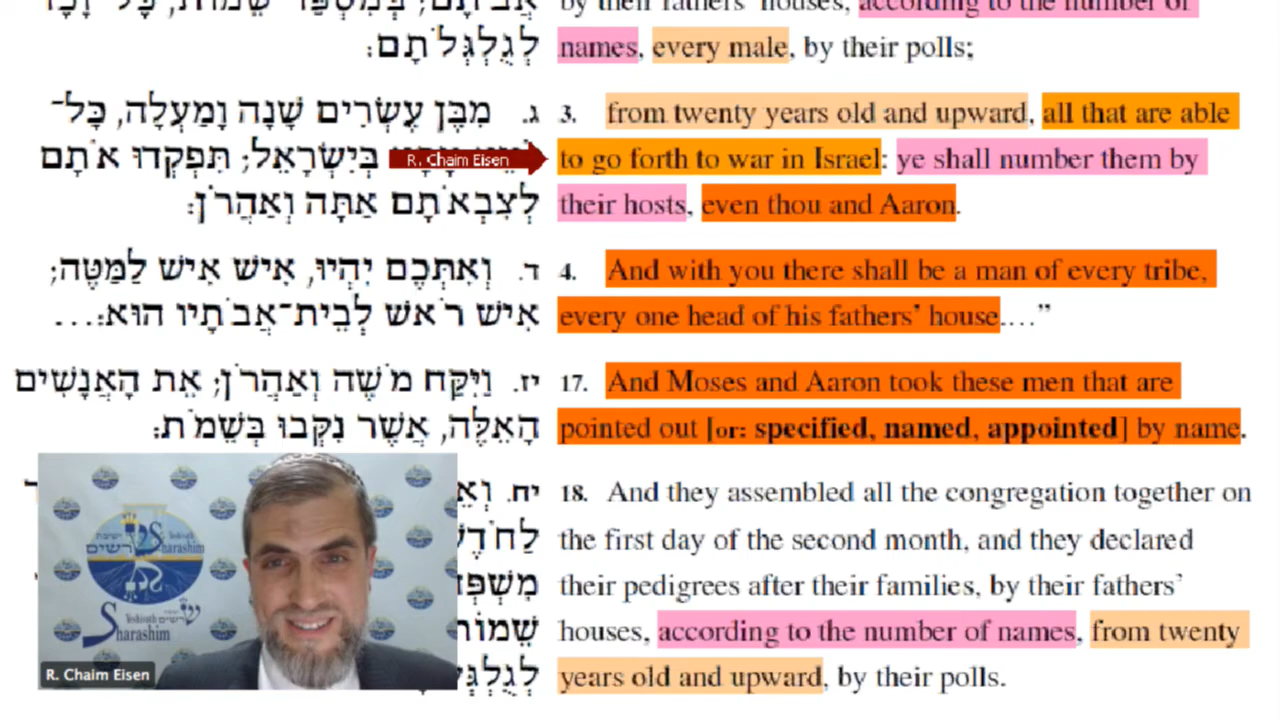 אֲבֹתָם; בְּמִסְפַּר שֵׁמוֹת, כָּל־זָכָר
לְגֻלְגְּלֹתָם:
ג. מִבֶּן עֶשְׂרִים שָׁנָה וָמַעְלָה, כָּל־
בְּיִשְׂרָאֵל; תִּפְקְדוּ אֹתָם
לְצִבְאֹתָם אַתָּה וְאַהֲרֹן:
ד. וְאִתְּכֶם יִהְיוּ, אִישׁ אִישׁ לַמַּטֶּה;
אִישׁ רֹאשׁ לְבֵית־אֲבֹתָיו הוּא:...
יז. וַיִּקַּח מֹשֶׁה וְאַהֲרֹן; אֵת הָאֲנָשִׁים
הָאֵלֶּה, אֲשֶׁר נִקְּבוּ בְּשֵׁמֹת:
יח.
by their fathers' houses, according to the number of
names, every male, by their polls;
3. from twenty years old and upward, all that are able
to go forth to war in Israel: ye shall number them by
their hosts, even thou and Aaron.
4. And with you there shall be a man of every tribe,
every one head of his fathers' house.…"
17. And Moses and Aaron took these men that are
pointed out [or: specified, named, appointed] by name.
18. And they assembled all the congregation together on
the first day of the second month, and they declared
their pedigrees after their families, by their fathers'
houses, according to the number of names, from twenty
years old and upward, by their polls.
R. Chaim Eisen
ישיבת
שרשים
Sharashim
Yeshivath שרשים
Sharashim
R. Chaim Eisen